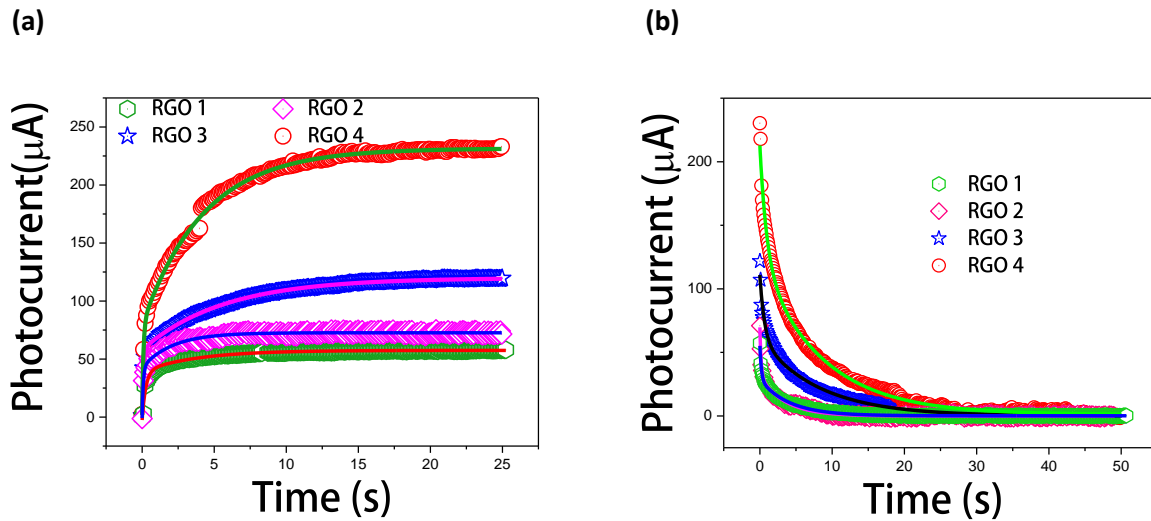 (a)
(b)
RGO 1
RGO 2
RGO 3
RGO 4
250
200
150
100
50
0
0
5
10
15
20
25
Photocurrent(μA)
Time (s)
RGO 1
RGO 2
RGO 3
RGO 4
200
100
0
0
10
20
30
40
50
Photocurrent (μA)
Time (s)